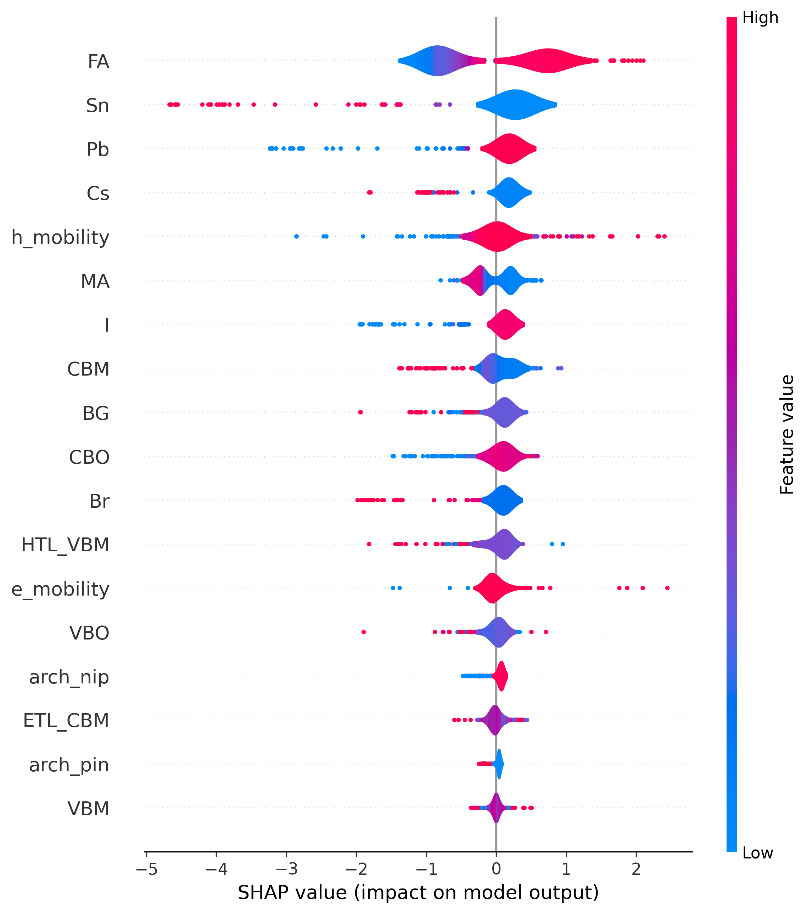 High
FA
Sn
Pb
Cs
h_mobility
MA
I
CBM
BG
CBO
Br
HTL_VBM
e_mobility
VBO
arch_nip
ETL_CBM
arch_pin
VBM
Feature value
Low
−5 −4 −3 −2 −1 0 1 2
SHAP value (impact on model output)